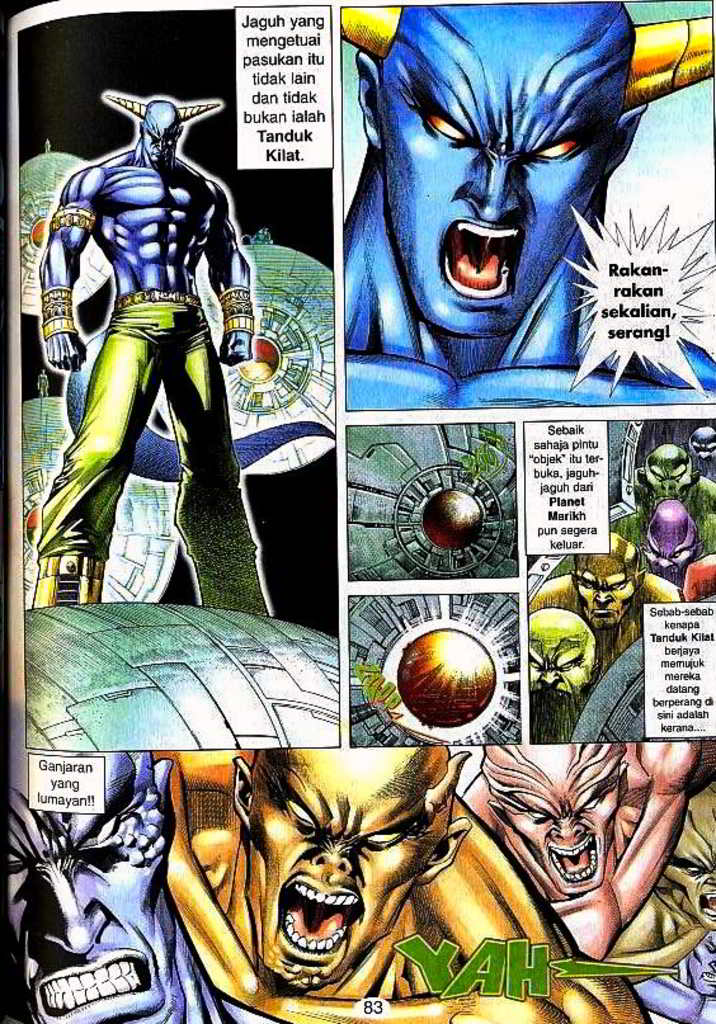 Jaguh yang
mengetuai
pasukan itu
tidak lain
dan tidak
bukan ialah
Tanduk
Kilat.
Rakan-
rakan
sekalian,
serang!
Sebaik
sahaja pintu
"objek" itu ter-
buka, jaguh-
jaguh dari
Planet
Marikh
pun segera
keluar.
Sebab-sebab
kenapa
Tanduk Kilat
berjaya
memujuk
mereka
datang
berperang di
sini adalah
kerana....
Ganjaran
yang
lumayan!!
YAH
83